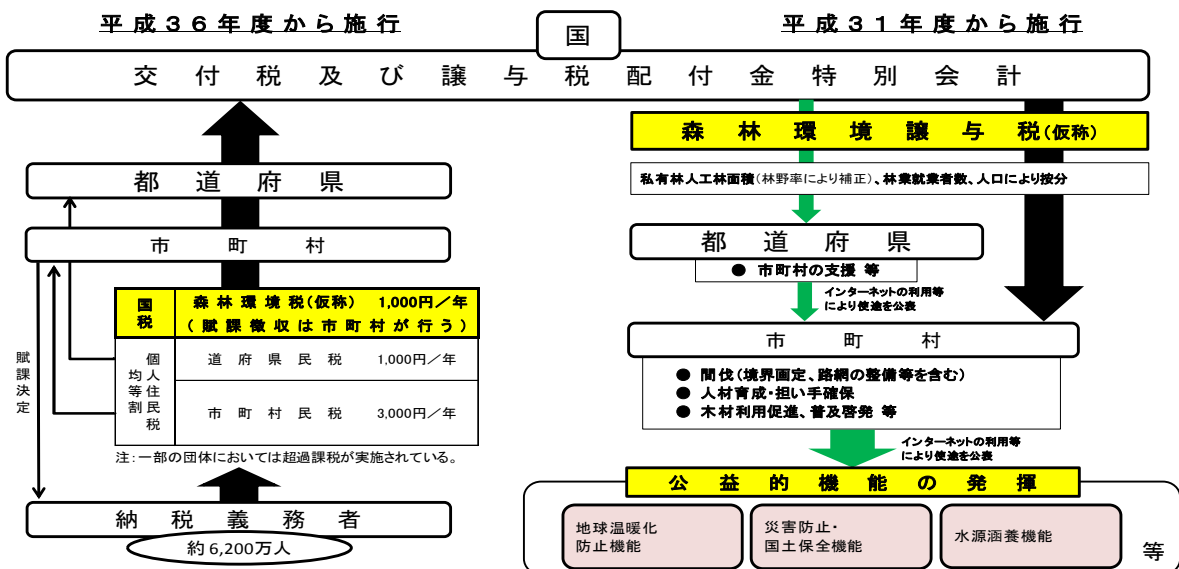 平成36年度から施行
平成31年度から施行
国
交付税及び譲与税配付金特別会計
都道府県
市町村
国税
森林環境税(仮称) 1,000円/年
(賦課徴収は市町村が行う)
個人住民税
均等割
道府県民税 1,000円/年
市町村民税 3,000円/年
注:一部の団体においては超過課税が実施されている。
賦課決定
納税義務者
約6,200万人
森林環境譲与税(仮称)
私有林人工林面積(林野率により補正)、林業就業者数、人口により按分
都道府県
● 市町村の支援 等
インターネットの利用等
により使途を公表
市町村
● 間伐(境界画定、路網の整備等を含む)
● 人材育成・担い手確保
● 木材利用促進、普及啓発 等
インターネットの利用等
により使途を公表
公益的機能の発揮
地球温暖化
防止機能
災害防止・
国土保全機能
水源涵養機能
等